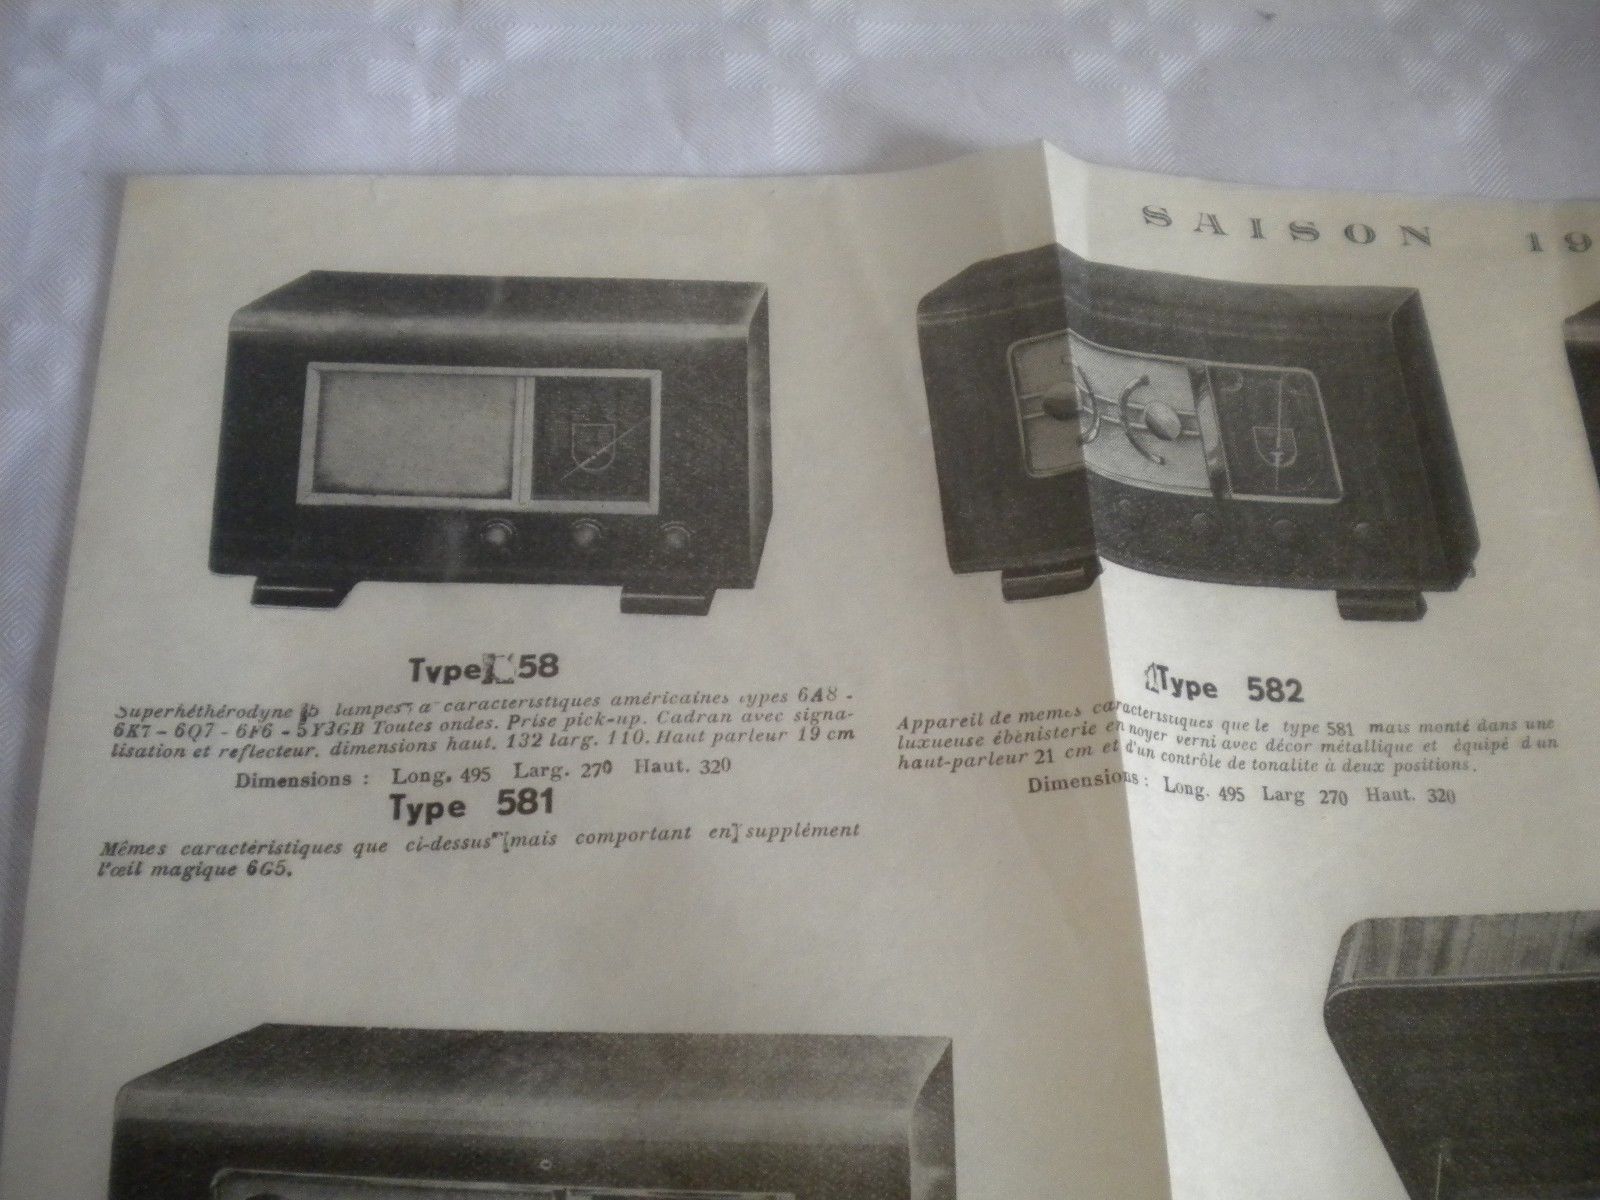 SAISON 19
Type 58
Superhéthérodyne 5 lampes a caracteristiques américaines types 6A8 -
6K7 - 6Q7 - 6F6 - 5Y3GB Toutes ondes. Prise pick-up. Cadran avec signa-
lisation et reflecteur. dimensions haut. 132 larg. 110. Haut parleur 19 cm
Dimensions : Long. 495 Larg. 270 Haut. 320
Type 581
Mêmes caractéristiques que ci-dessus mais comportant en supplément
l'œil magique 6G5.
Type 582
Appareil de memes caracteristiques que le type 581 mais monté dans une
luxueuse ébénisterie en noyer verni avec décor métallique et équipé d'un
haut-parleur 21 cm et d'un contrôle de tonalite à deux positions.
Dimensions : Long. 495 Larg 270 Haut. 320